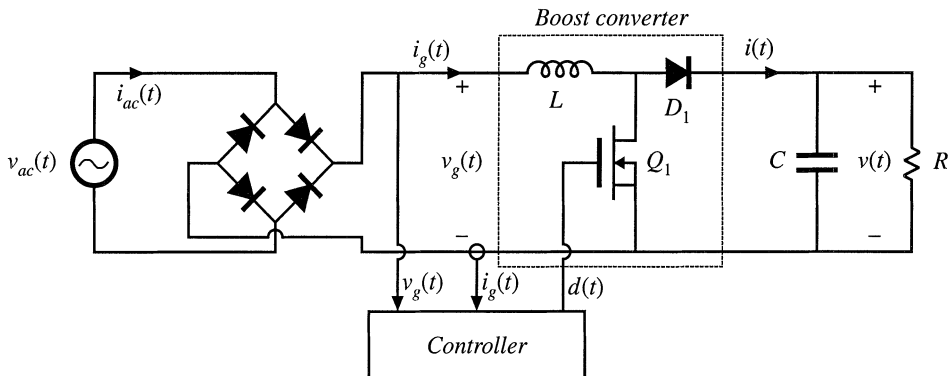 Boost converter
i_g(t)
i(t)
i_ac(t)
+
L
D_1
+
v_ac(t)
v_g(t)
Q_1
C
v(t)
R
–
–
v_g(t)
i_g(t)
d(t)
Controller